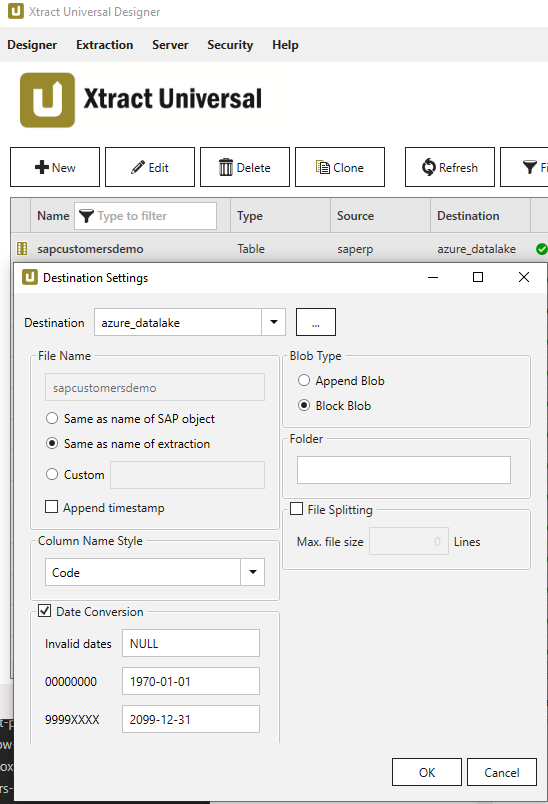 Xtract Universal Designer
Designer Extraction Server Security Help
Xtract Universal
New Edit Delete Clone Refresh
Name Type to filter Type Source Destination
sapcustomersdemo Table saperp azure_datalake
Destination Settings
Destination azure_datalake ...
File Name
sapcustomersdemo
Same as name of SAP object
Same as name of extraction
Custom
Append timestamp
Column Name Style
Code
Date Conversion
Invalid dates NULL
00000000 1970-01-01
9999XXXX 2099-12-31
Blob Type
Append Blob
Block Blob
Folder
File Splitting
Max. file size 0 Lines
OK Cancel